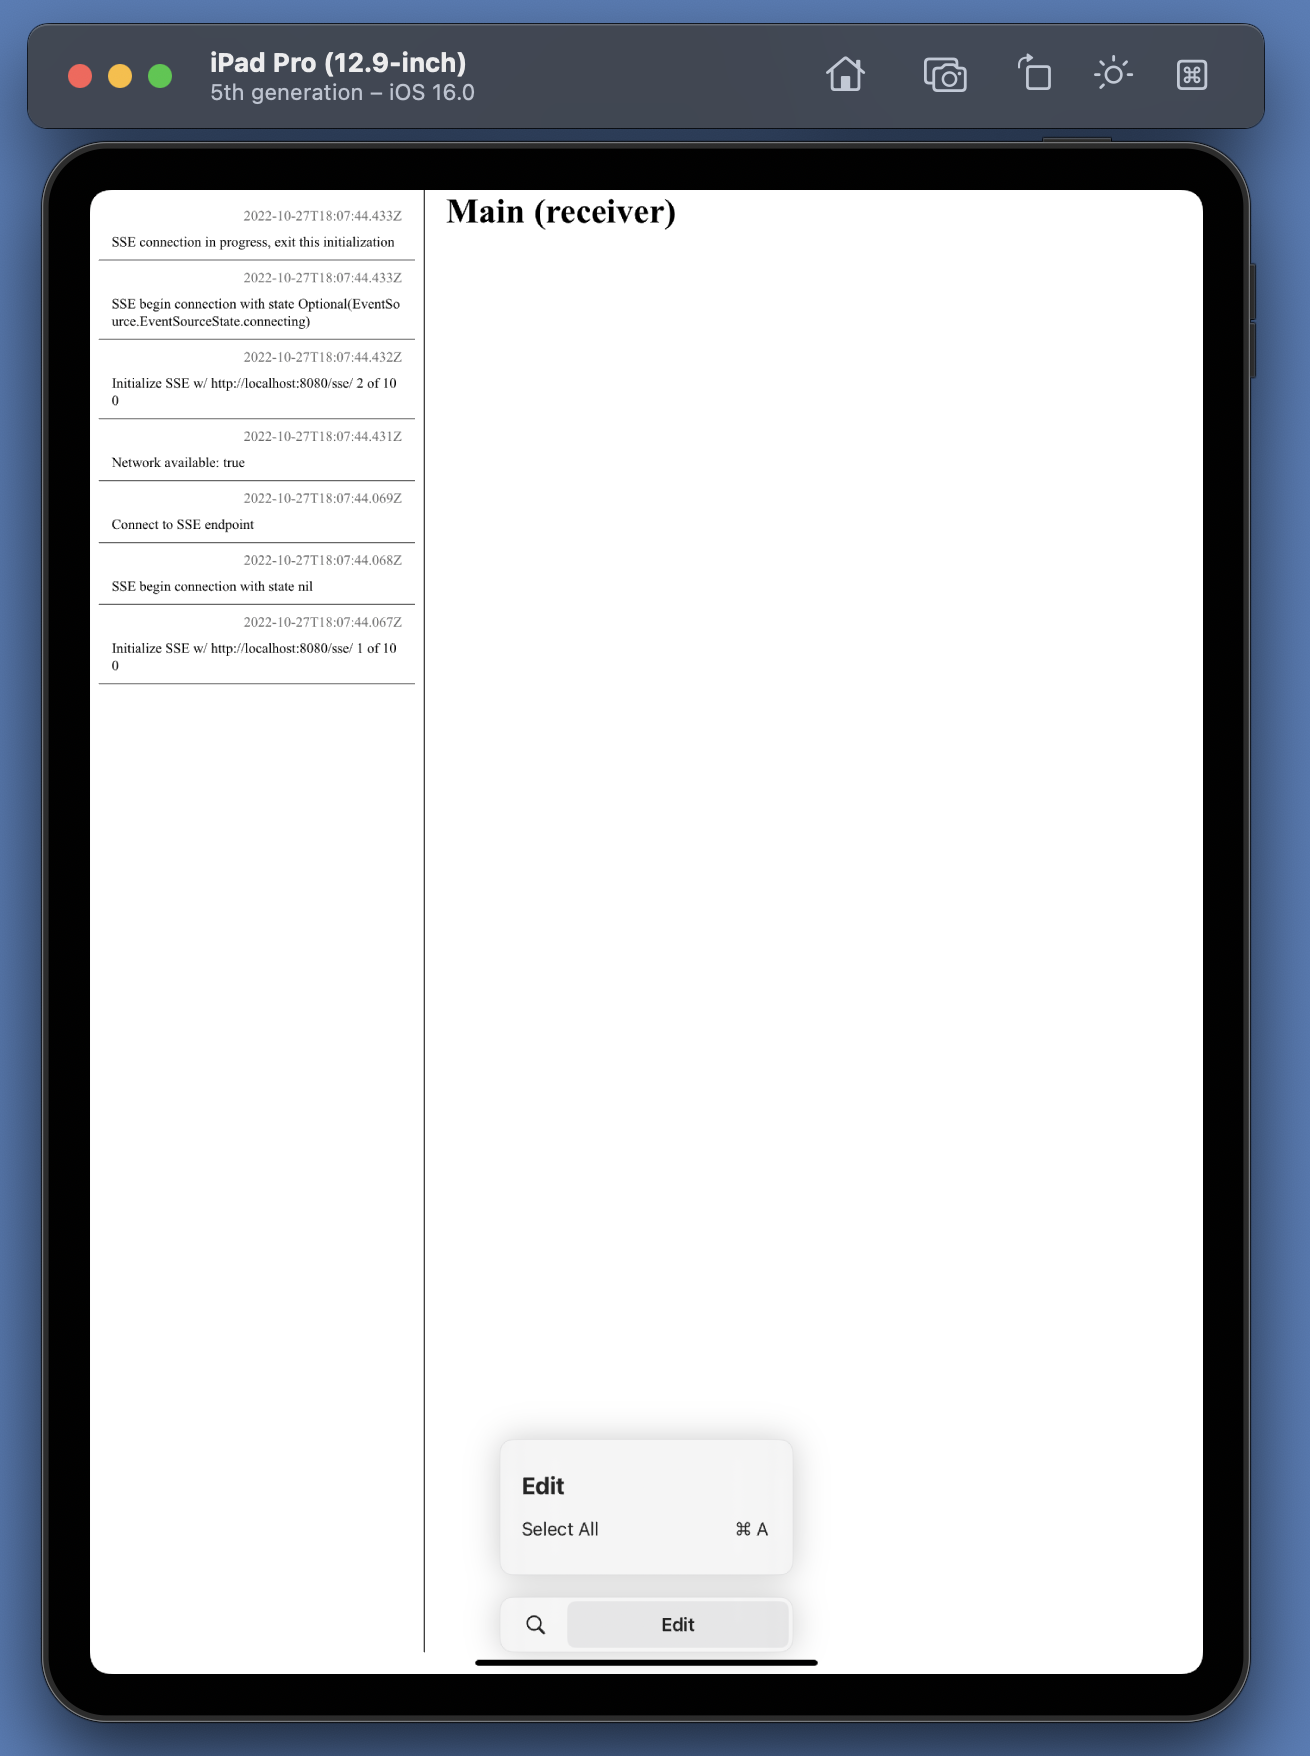 iPad Pro (12.9-inch)
5th generation – iOS 16.0
2022-10-27T18:07:44.433Z
SSE connection in progress, exit this initialization
2022-10-27T18:07:44.433Z
SSE begin connection with state Optional(EventSo
urce.EventSourceState.connecting)
2022-10-27T18:07:44.432Z
Initialize SSE w/ http://localhost:8080/sse/ 2 of 10
0
2022-10-27T18:07:44.431Z
Network available: true
2022-10-27T18:07:44.069Z
Connect to SSE endpoint
2022-10-27T18:07:44.068Z
SSE begin connection with state nil
2022-10-27T18:07:44.067Z
Initialize SSE w/ http://localhost:8080/sse/ 1 of 10
0
Main (receiver)
Edit
Select All ⌘ A
Edit